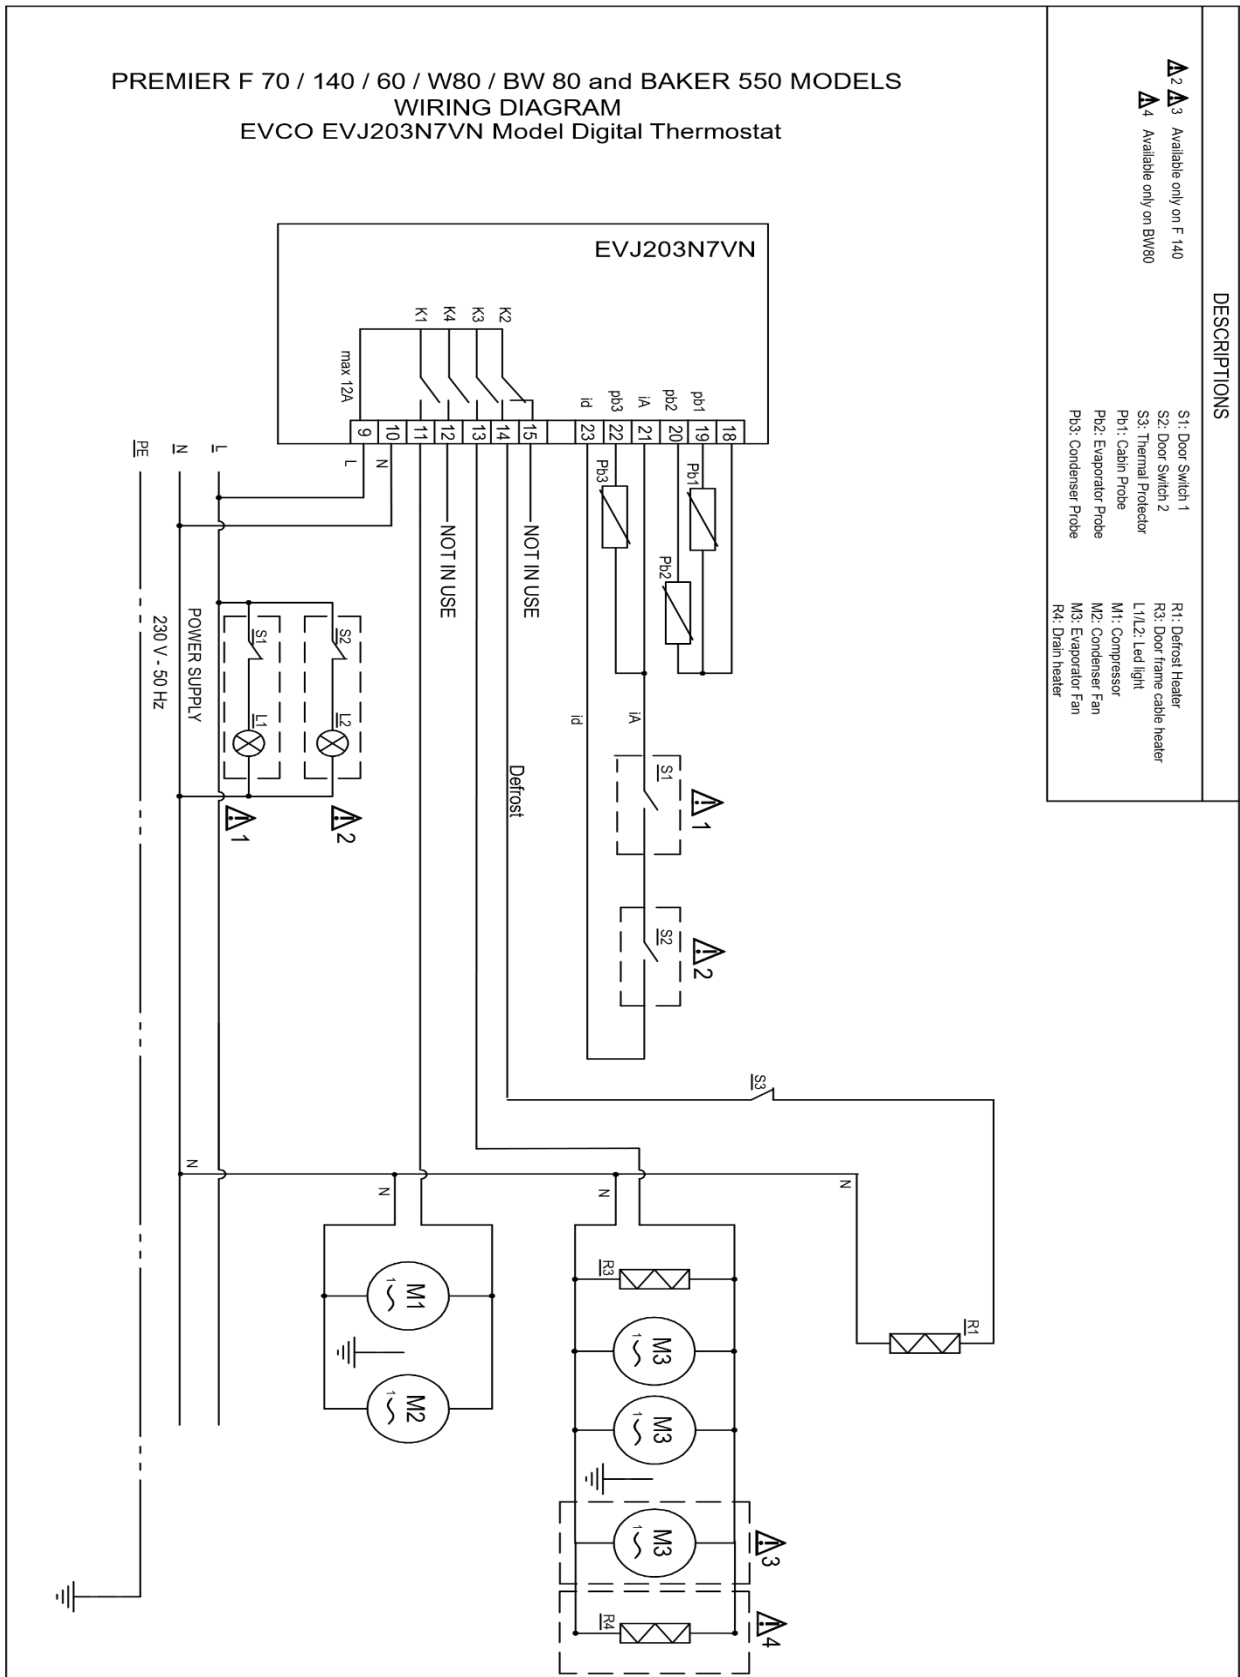 PREMIER F 70 / 140 / 60 / W80 / BW 80 and BAKER 550 MODELS
WIRING DIAGRAM
EVCO EVJ203N7VN Model Digital Thermostat
DESCRIPTIONS
2 3 Available only on F 140
4 Available only on BW80
S1: Door Switch 1
S2: Door Switch 2
S3: Thermal Protector
Pb1: Cabin Probe
Pb2: Evaporator Probe
Pb3: Condenser Probe
R1: Defrost Heater
R3: Door frame cable heater
L1/L2: Led light
M1: Compressor
M2: Condenser Fan
M3: Evaporator Fan
R4: Drain heater
EVJ203N7VN
K1 K4 K3 K2
max 12A
id pb3 iA pb2 pb1
9 10 11 12 13 14 15 23 22 21 20 19 18
L
N
PE
N
L
NOT IN USE
NOT IN USE
Pb3
Pb2
Pb1
POWER SUPPLY
230 V - 50 Hz
S1
L1
1
S2
L2
2
id
iA
Defrost
S1
1
S2
2
S3
N
N
N
N
R1
M1
1
M2
1
R3
M3
1
M3
1
M3
1
3
R4
4